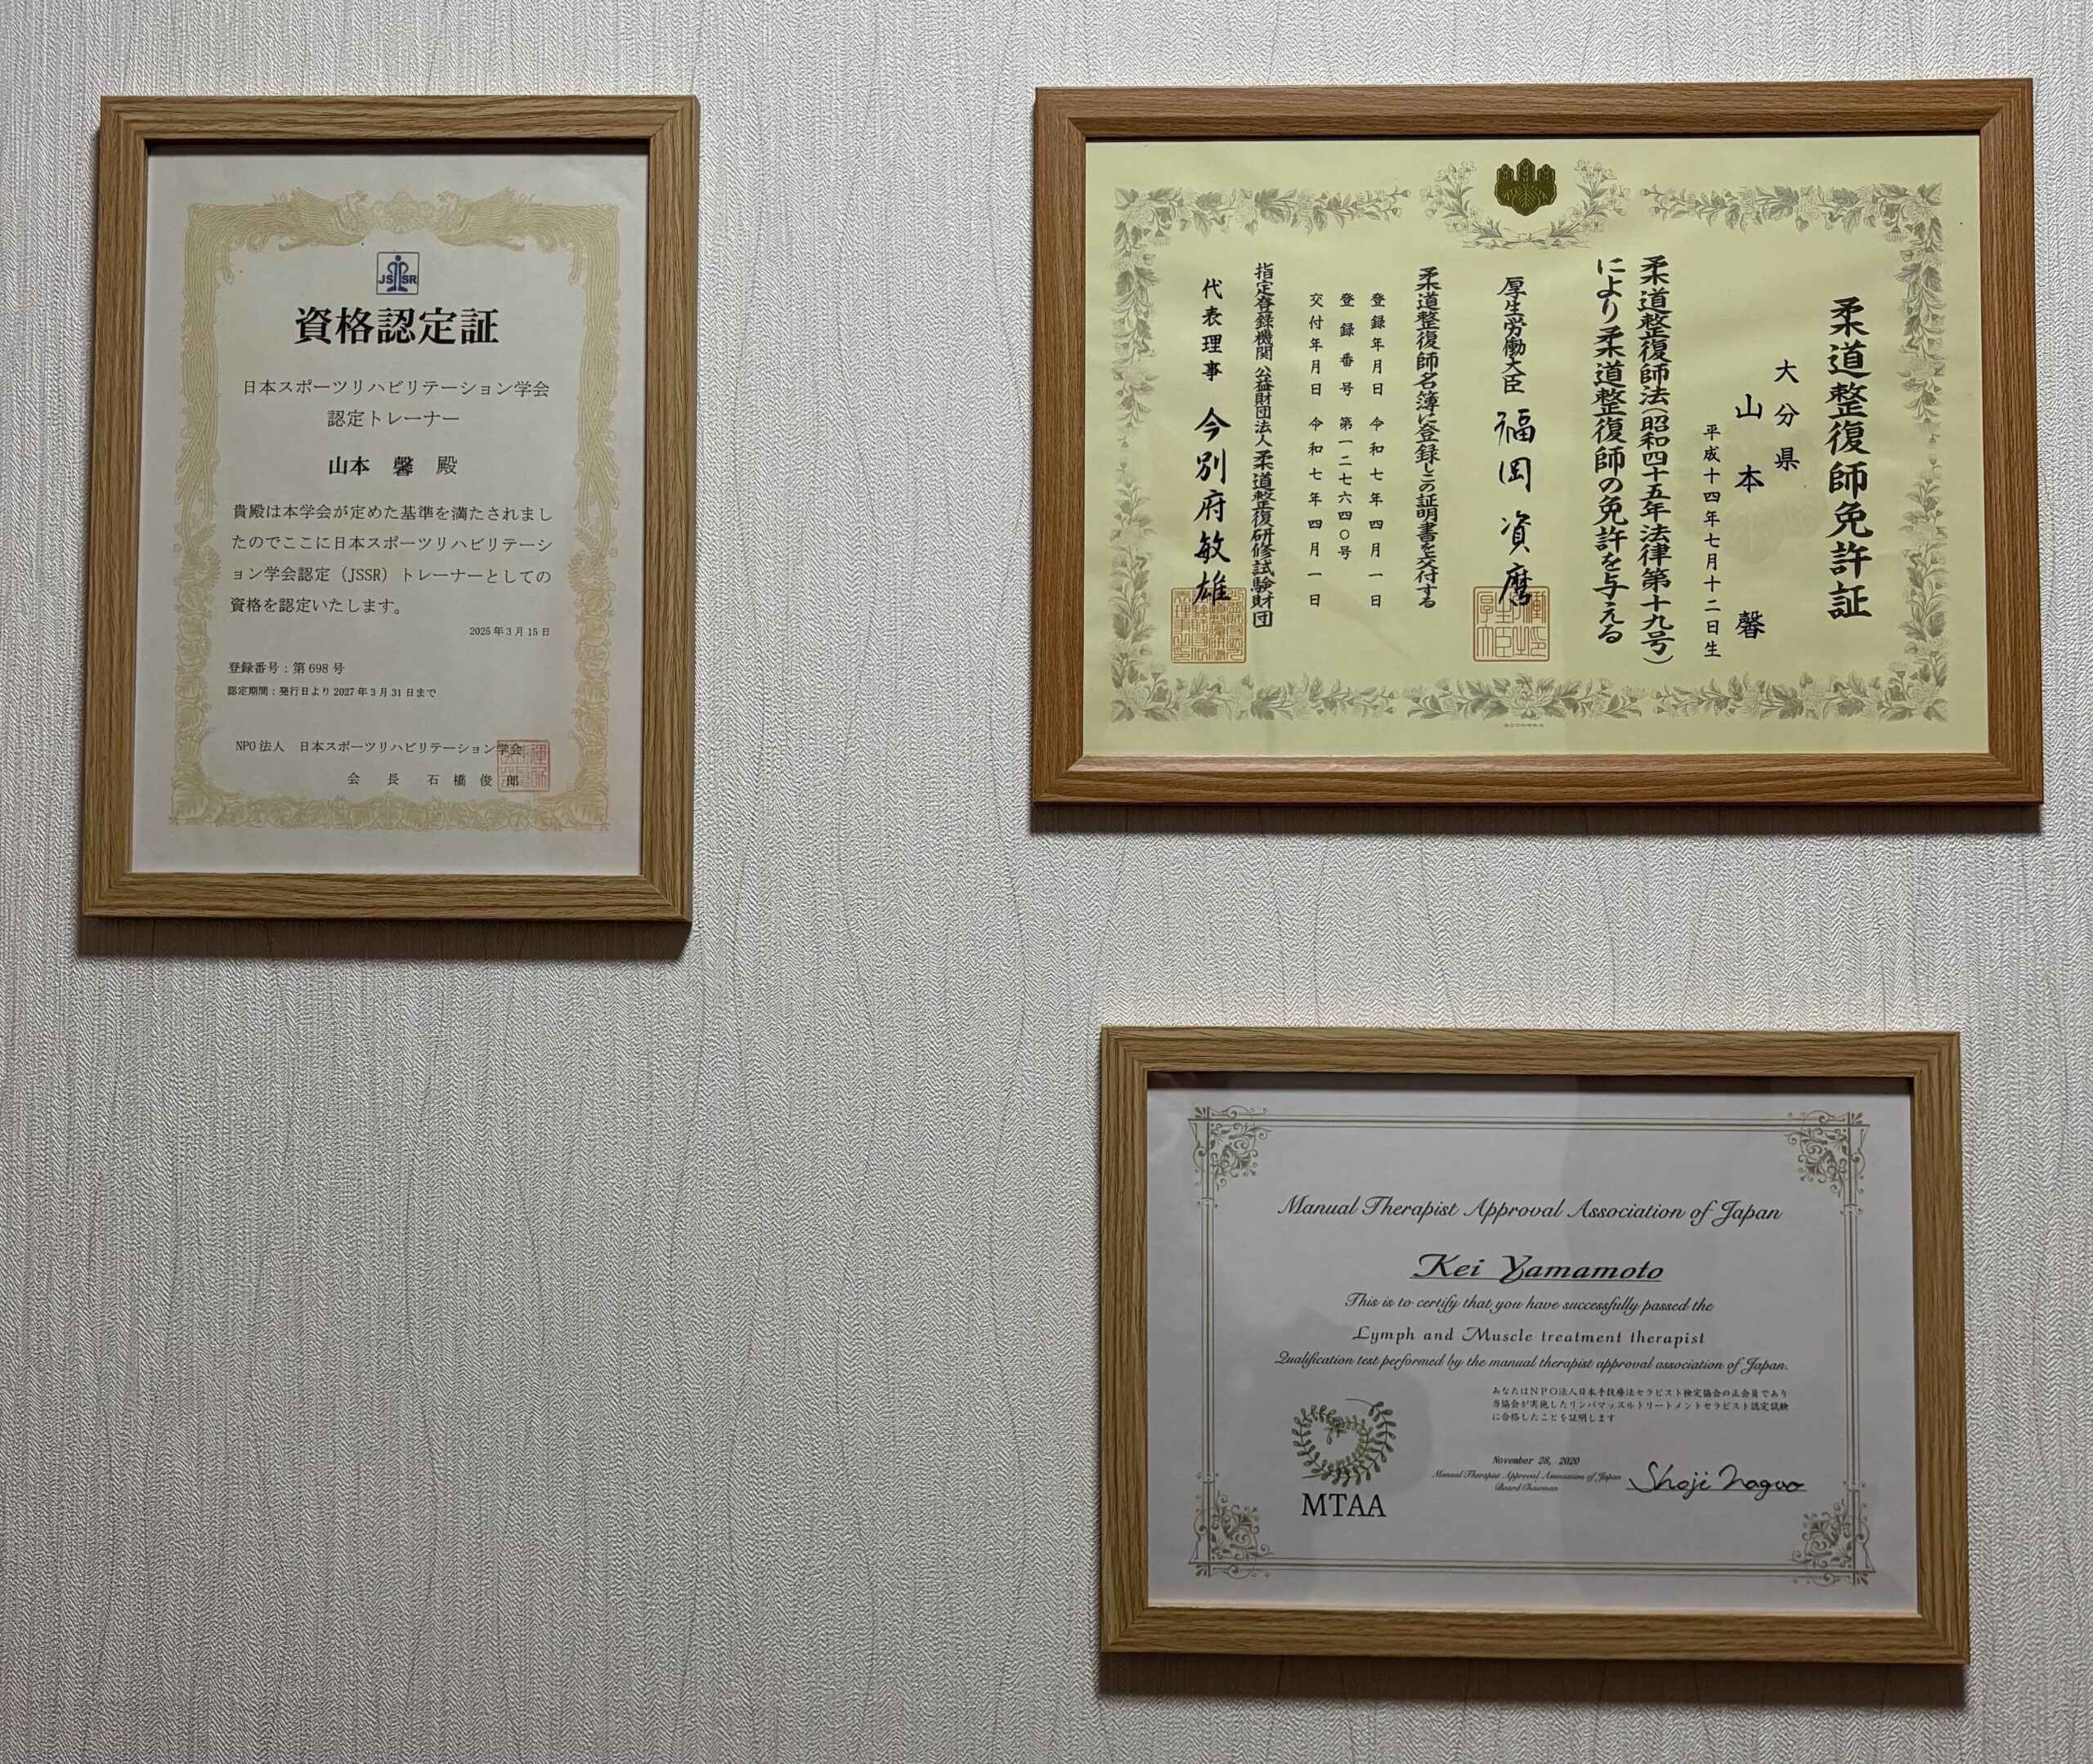 JSSR
資格認定証
日本スポーツリハビリテーション学会
認定トレーナー
山本 馨 殿
貴殿は本学会が定めた基準を満たされまし
たのでここに日本スポーツリハビリテーシ
ョン学会認定（JSSR）トレーナーとしての
資格を認定いたします。
2025年3月15日
登録番号：第698号
認定期間：発行日より2027年3月31日まで
NPO法人 日本スポーツリハビリテーション学会
会 長 石橋俊郎
柔道整復師免許証
大分県
山本 馨
平成十四年七月十二日生
柔道整復師法（昭和四十五年法律第十九号）
により柔道整復師の免許を与える
厚生労働大臣 福岡資麿
柔道整復師名簿に登録しこの証明書を交付する
登録年月日 令和七年四月一日
登録番号 第一二七六四〇号
交付年月日 令和七年四月一日
指定登録機関 公益財団法人柔道整復研修試験財団
代表理事 今別府敏雄
Manual Therapist Approval Association of Japan
Kei Yamamoto
This is to certify that you have successfully passed the
Lymph and Muscle treatment therapist
Qualification test performed by the manual therapist approval association of Japan.
あなたはNPO法人日本手技療法セラピスト検定協会の正会員であり
当協会が実施したリンパマッスルトリートメントセラピスト認定試験
に合格したことを証明します
November 28, 2020
Manual Therapist Approval Association of Japan
Board Chairman
Shoji Nagao
MTAA